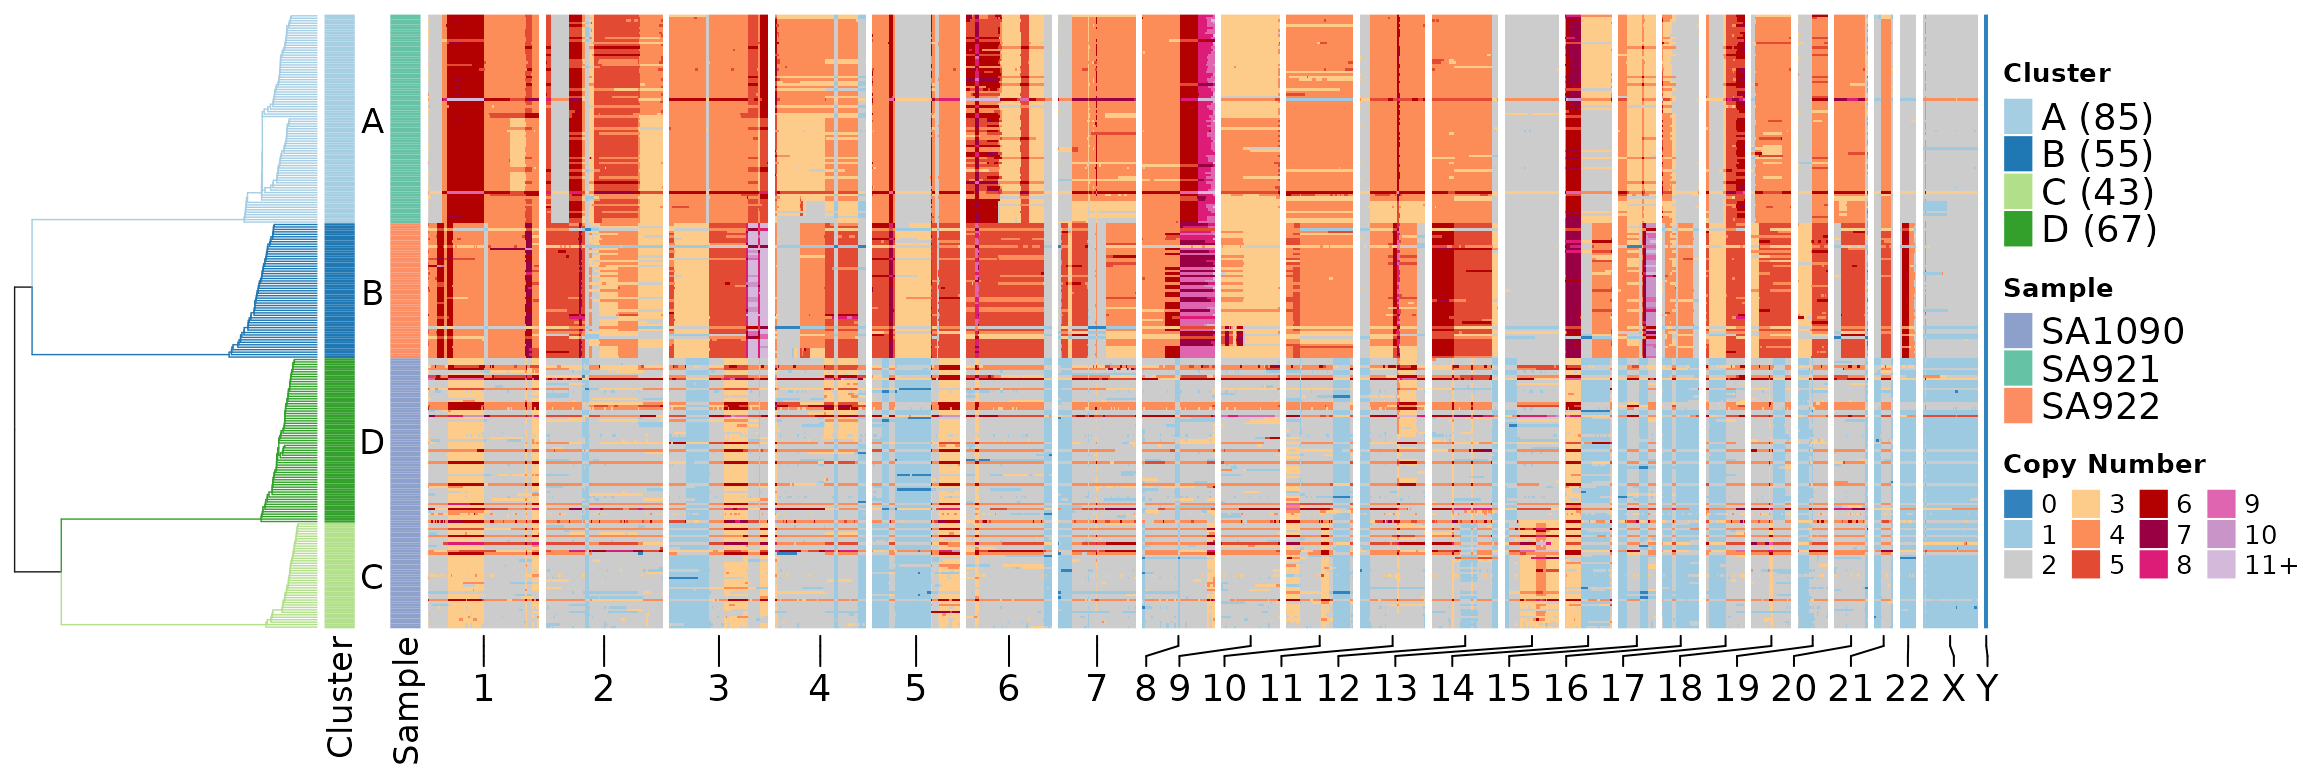 Cluster
A (85)
B (55)
C (43)
D (67)
Sample
SA1090
SA921
SA922
Copy Number
0 3 6 9
1 4 7 10
2 5 8 11+
A
B
D
C
Cluster
Sample
1 2 3 4 5 6 7 8 9 10 11 12 13 14 15 16 17 18 19 20 21 22 X Y